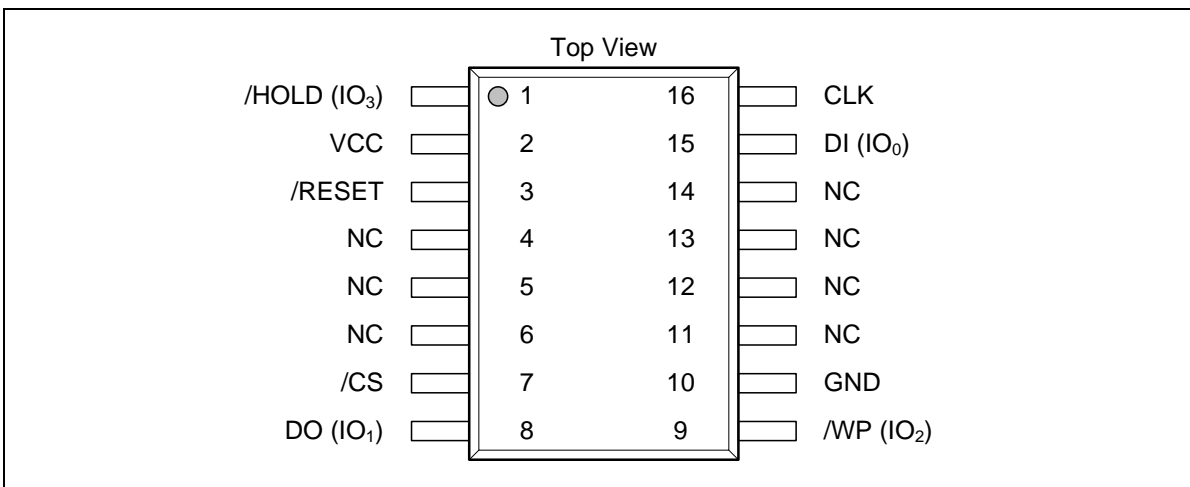 Top View
/HOLD (IO₃) 1 16 CLK
VCC 2 15 DI (IO₀)
/RESET 3 14 NC
NC 4 13 NC
NC 5 12 NC
NC 6 11 NC
/CS 7 10 GND
DO (IO₁) 8 9 /WP (IO₂)